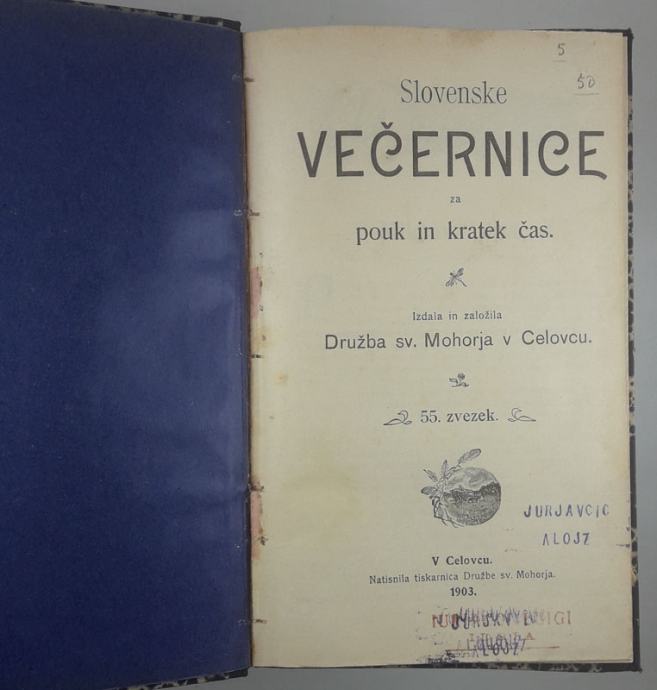 5
50
Slovenske
VEČERNICE
za
pouk in kratek čas.
Izdala in založila
Družba sv. Mohorja v Celovcu.
55. zvezek.
JURJAVCIC
ALOJZ
V Celovcu.
Natisnila tiskarnica Družbe sv. Mohorja.
1903.
ALOJZ